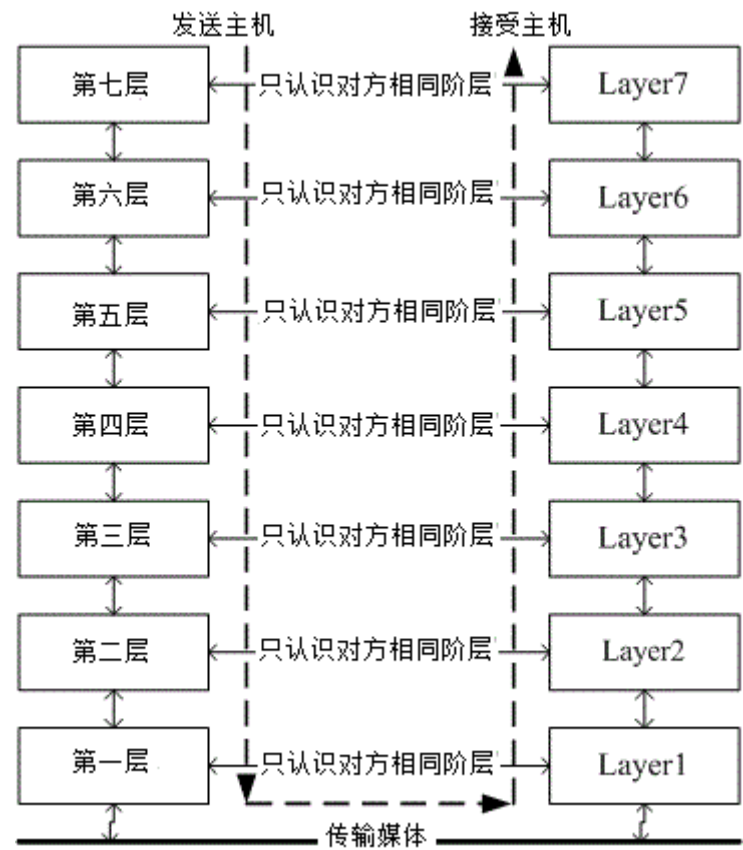 发送主机 接受主机
第七层 只认识对方相同阶层 Layer7
第六层 只认识对方相同阶层 Layer6
第五层 只认识对方相同阶层 Layer5
第四层 只认识对方相同阶层 Layer4
第三层 只认识对方相同阶层 Layer3
第二层 只认识对方相同阶层 Layer2
第一层 只认识对方相同阶层 Layer1
传输媒体